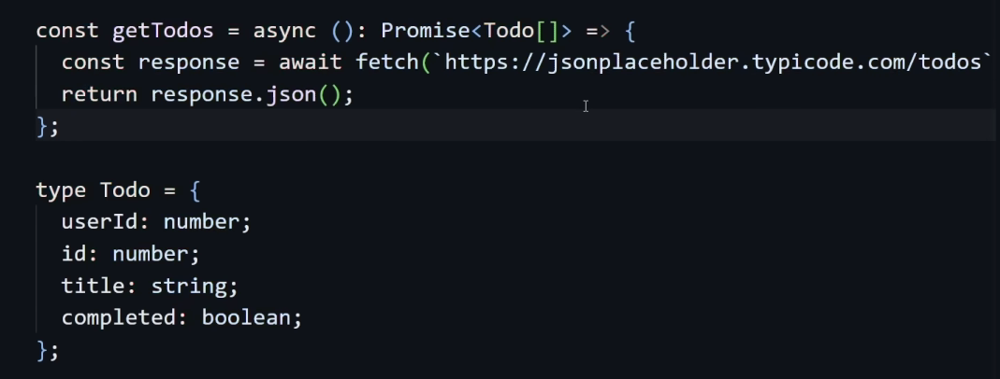 const getTodos = async (): Promise<Todo[]> => {
  const response = await fetch(`https://jsonplaceholder.typicode.com/todos`
  return response.json();
};

type Todo = {
  userId: number;
  id: number;
  title: string;
  completed: boolean;
};